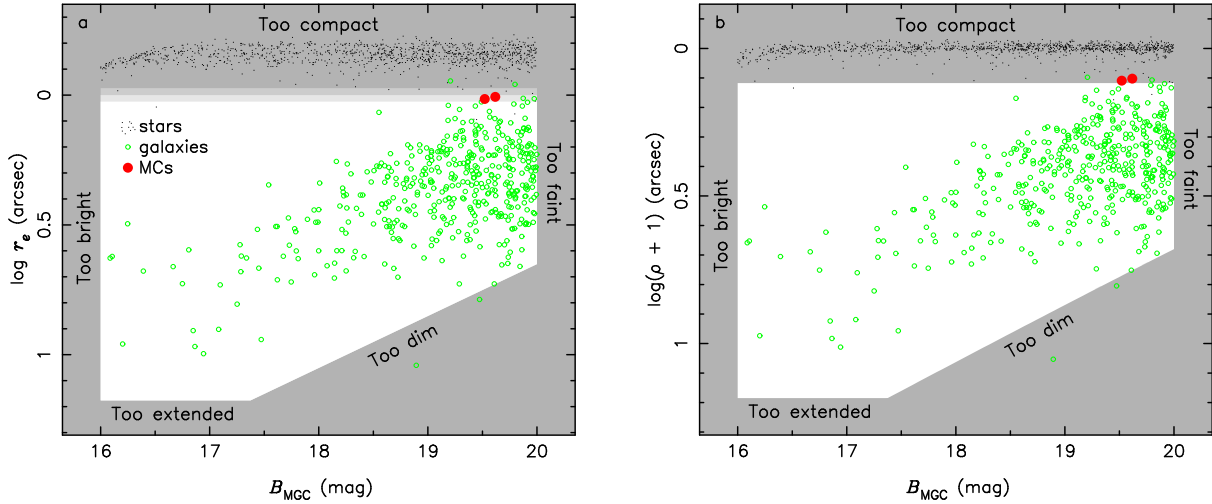 a
Too compact
0
0.5
1
log r_e (arcsec)
stars
galaxies
MCs
Too bright
Too faint
Too dim
Too extended
16
17
18
19
20
B_MGC (mag)
b
Too compact
0
0.5
1
log(ρ + 1) (arcsec)
Too bright
Too faint
Too dim
Too extended
16
17
18
19
20
B_MGC (mag)